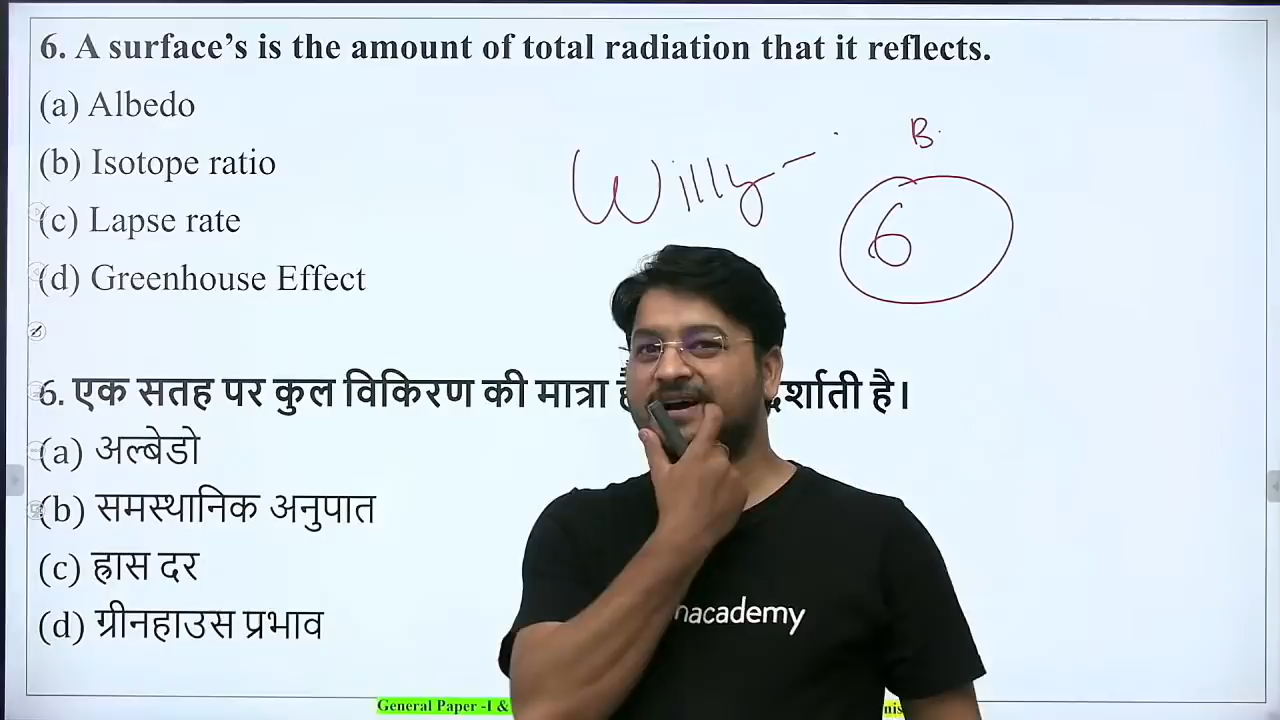 6. A surface’s is the amount of total radiation that it reflects.
(a) Albedo
(b) Isotope ratio
(c) Lapse rate
(d) Greenhouse Effect
Willy
B.
6
6. एक सतह पर कुल विकिरण की मात्रा है। दर्शाती है।
(a) अल्बेडो
(b) समस्थानिक अनुपात
(c) ह्रास दर
(d) ग्रीनहाउस प्रभाव
nacademy
General Paper -I &